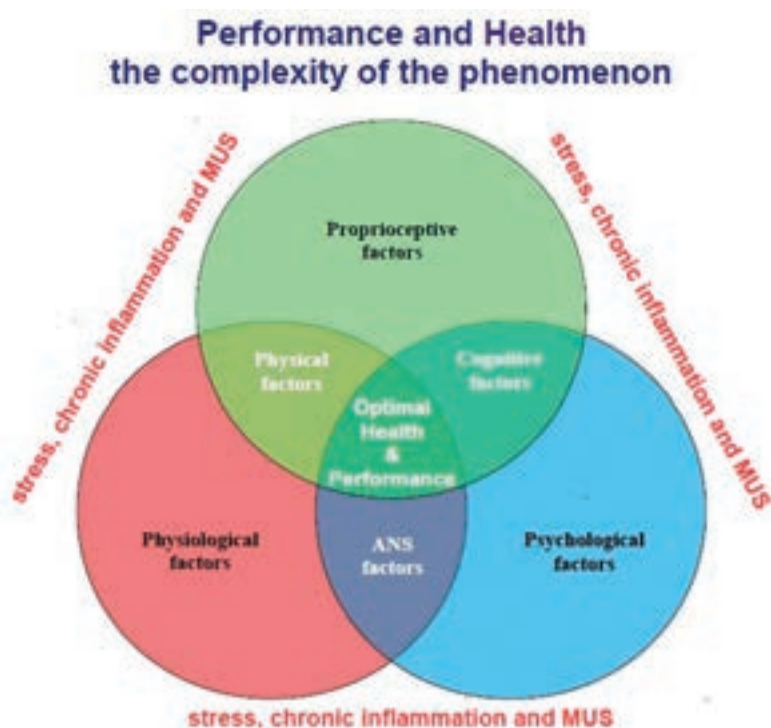 Performance and Health
the complexity of the phenomenon
stress, chronic inflammation and MUS
stress, chronic inflammation and MUS
Proprioceptive
factors
Physical
factors
Cognitive
factors
Optimal
Health
&
Performance
Physiological
factors
ANS
factors
Psychological
factors
stress, chronic inflammation and MUS